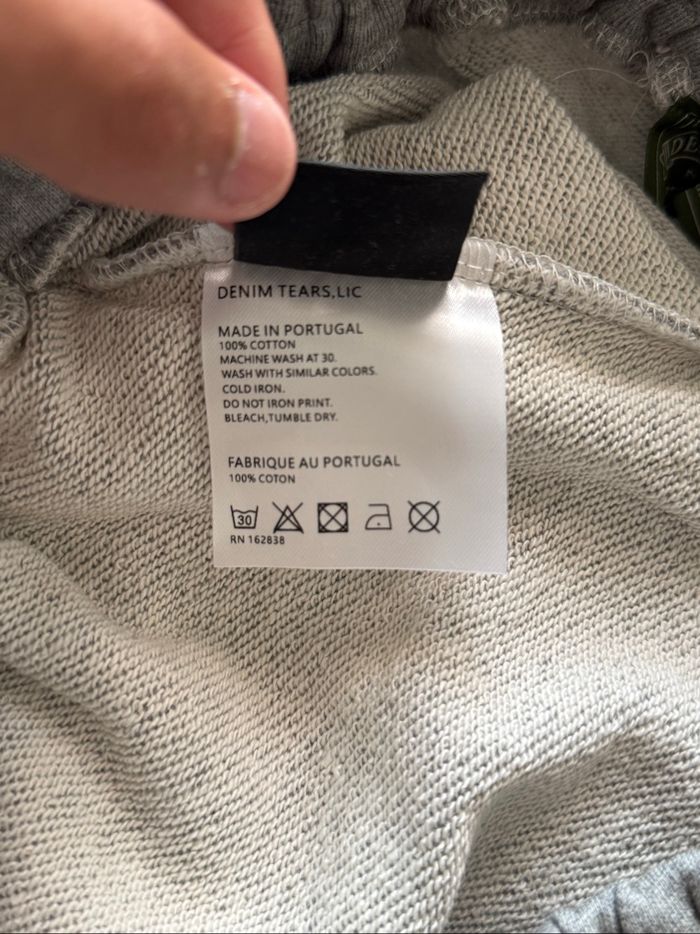 DENIM TEARS,LIC
MADE IN PORTUGAL
100% COTTON
MACHINE WASH AT 30.
WASH WITH SIMILAR COLORS.
COLD IRON.
DO NOT IRON PRINT.
BLEACH,TUMBLE DRY.
FABRIQUE AU PORTUGAL
100% COTON
30
RN 162838